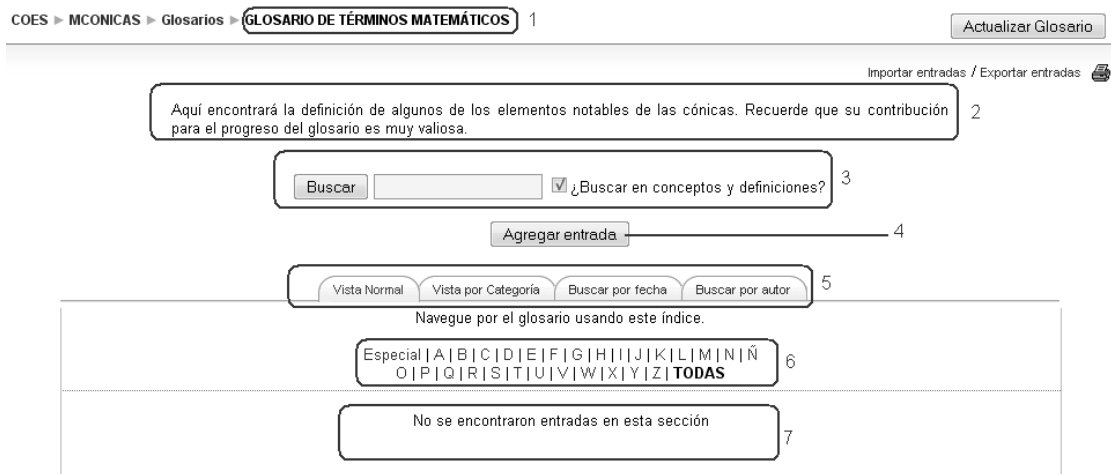 COES ▶ MCONICAS ▶ Glosarios ▶ GLOSARIO DE TÉRMINOS MATEMÁTICOS 1
Actualizar Glosario
Importar entradas / Exportar entradas
Aquí encontrará la definición de algunos de los elementos notables de las cónicas. Recuerde que su contribución
para el progreso del glosario es muy valiosa.
2
Buscar ¿Buscar en conceptos y definiciones? 3
Agregar entrada 4
Vista Normal Vista por Categoría Buscar por fecha Buscar por autor 5
Navegue por el glosario usando este índice.
Especial | A | B | C | D | E | F | G | H | I | J | K | L | M | N | Ñ
O | P | Q | R | S | T | U | V | W | X | Y | Z | TODAS
6
No se encontraron entradas en esta sección
7